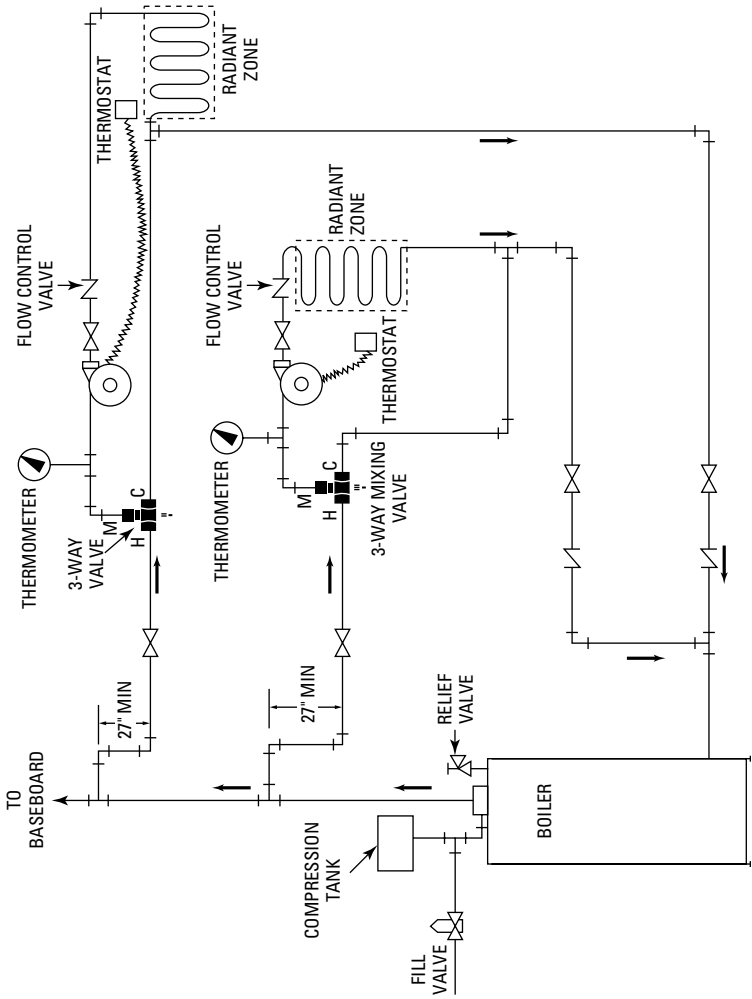 TO
BASEBOARD
27" MIN
THERMOMETER
3-WAY
VALVE
M
H
C
FLOW CONTROL
VALVE
THERMOSTAT
RADIANT
ZONE
27" MIN
THERMOMETER
M
H
C
3-WAY MIXING
VALVE
FLOW CONTROL
VALVE
THERMOSTAT
RADIANT
ZONE
COMPRESSION
TANK
RELIEF
VALVE
FILL
VALVE
BOILER